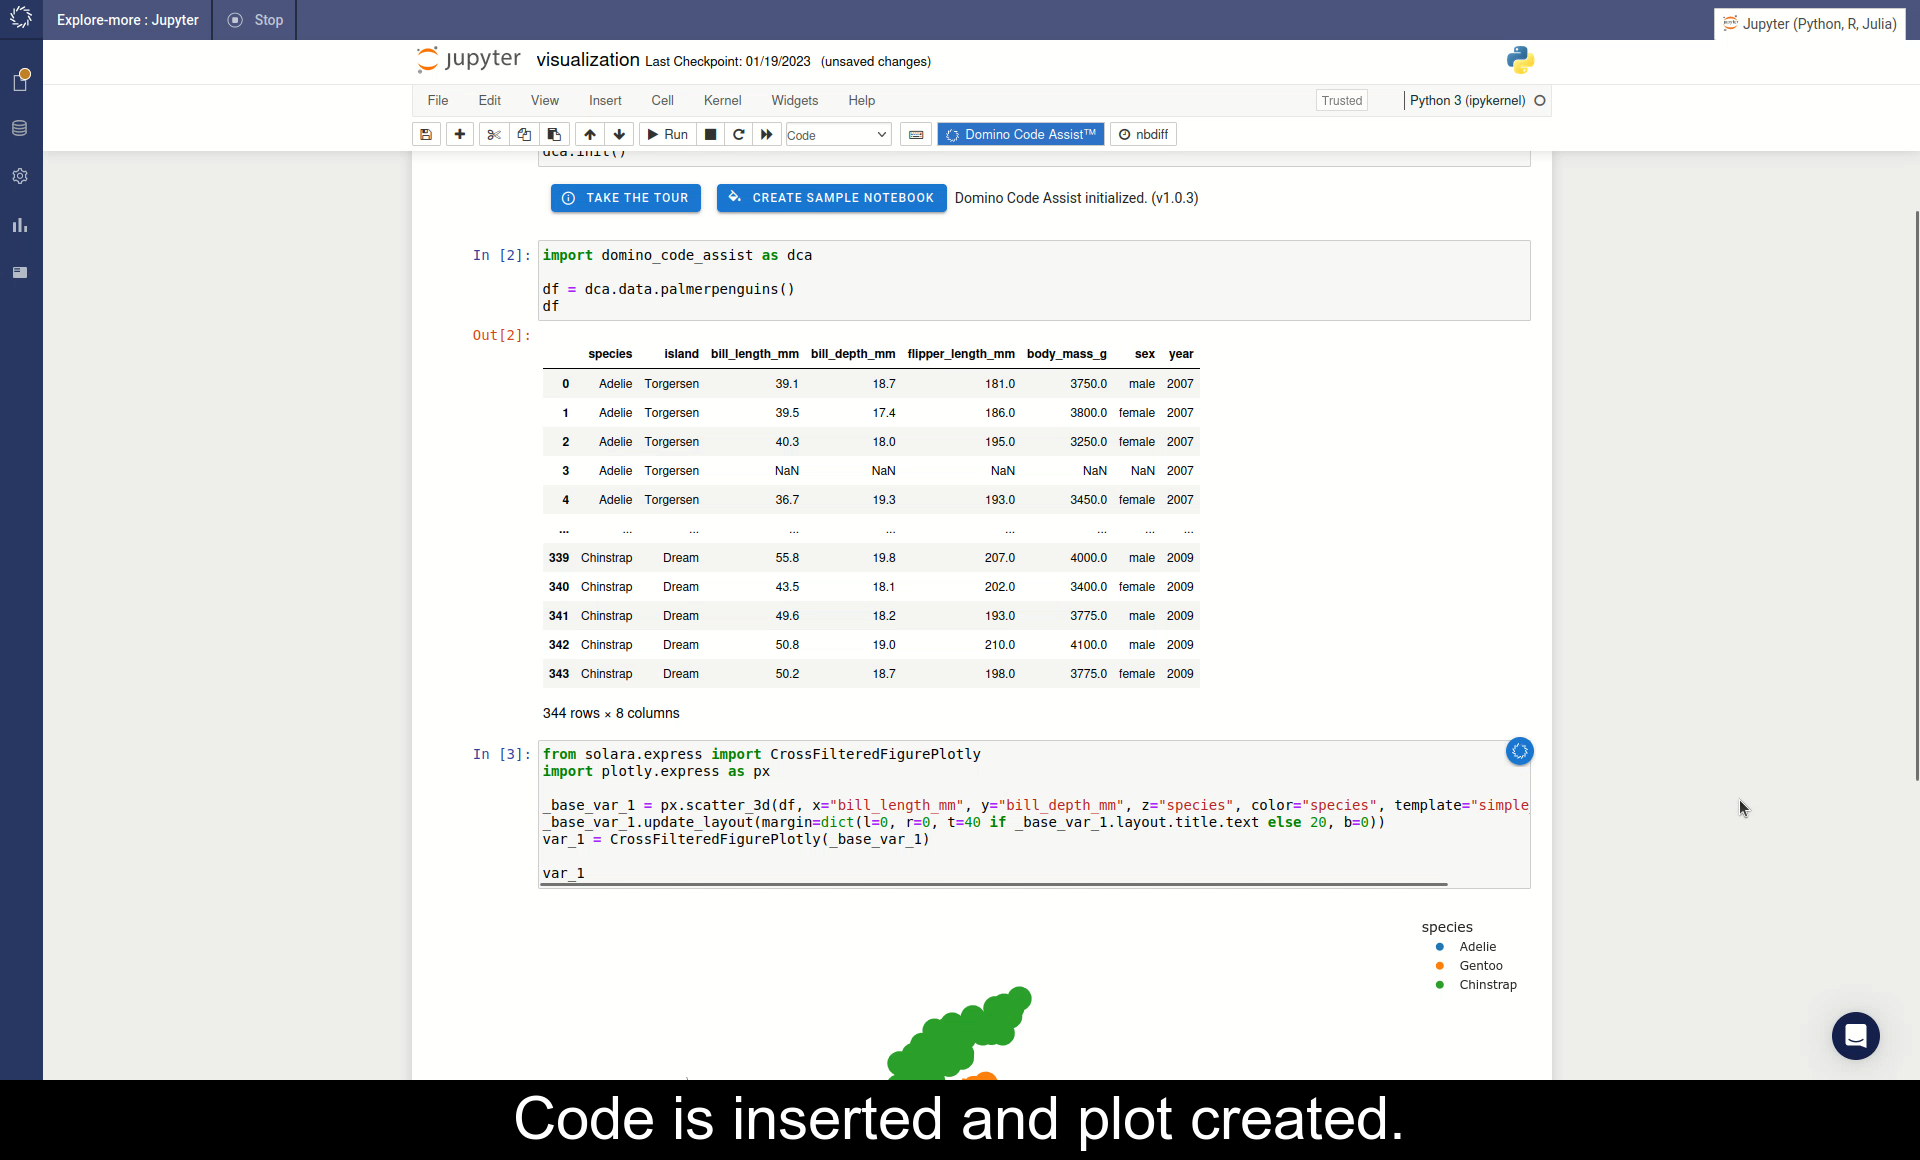 Explore-more : Jupyter
Stop
Jupyter (Python, R, Julia)
jupyter visualization Last Checkpoint: 01/19/2023 (unsaved changes)
File Edit View Insert Cell Kernel Widgets Help Trusted Python 3 (ipykernel)
Run Code Domino Code Assist™ nbdiff
dca.init()
TAKE THE TOUR CREATE SAMPLE NOTEBOOK Domino Code Assist initialized. (v1.0.3)
In [2]: import domino_code_assist as dca
df = dca.data.palmerpenguins()
df
Out[2]:
species island bill_length_mm bill_depth_mm flipper_length_mm body_mass_g sex year
0 Adelie Torgersen 39.1 18.7 181.0 3750.0 male 2007
1 Adelie Torgersen 39.5 17.4 186.0 3800.0 female 2007
2 Adelie Torgersen 40.3 18.0 195.0 3250.0 female 2007
3 Adelie Torgersen NaN NaN NaN NaN NaN 2007
4 Adelie Torgersen 36.7 19.3 193.0 3450.0 female 2007
... ... ... ... ... ... ... ... ...
339 Chinstrap Dream 55.8 19.8 207.0 4000.0 male 2009
340 Chinstrap Dream 43.5 18.1 202.0 3400.0 female 2009
341 Chinstrap Dream 49.6 18.2 193.0 3775.0 male 2009
342 Chinstrap Dream 50.8 19.0 210.0 4100.0 male 2009
343 Chinstrap Dream 50.2 18.7 198.0 3775.0 female 2009
344 rows × 8 columns
In [3]: from solara.express import CrossFilteredFigurePlotly
import plotly.express as px
_base_var_1 = px.scatter_3d(df, x="bill_length_mm", y="bill_depth_mm", z="species", color="species", template="simple
_base_var_1.update_layout(margin=dict(l=0, r=0, t=40 if _base_var_1.layout.title.text else 20, b=0))
var_1 = CrossFilteredFigurePlotly(_base_var_1)
var_1
species
Adelie
Gentoo
Chinstrap
Code is inserted and plot created.